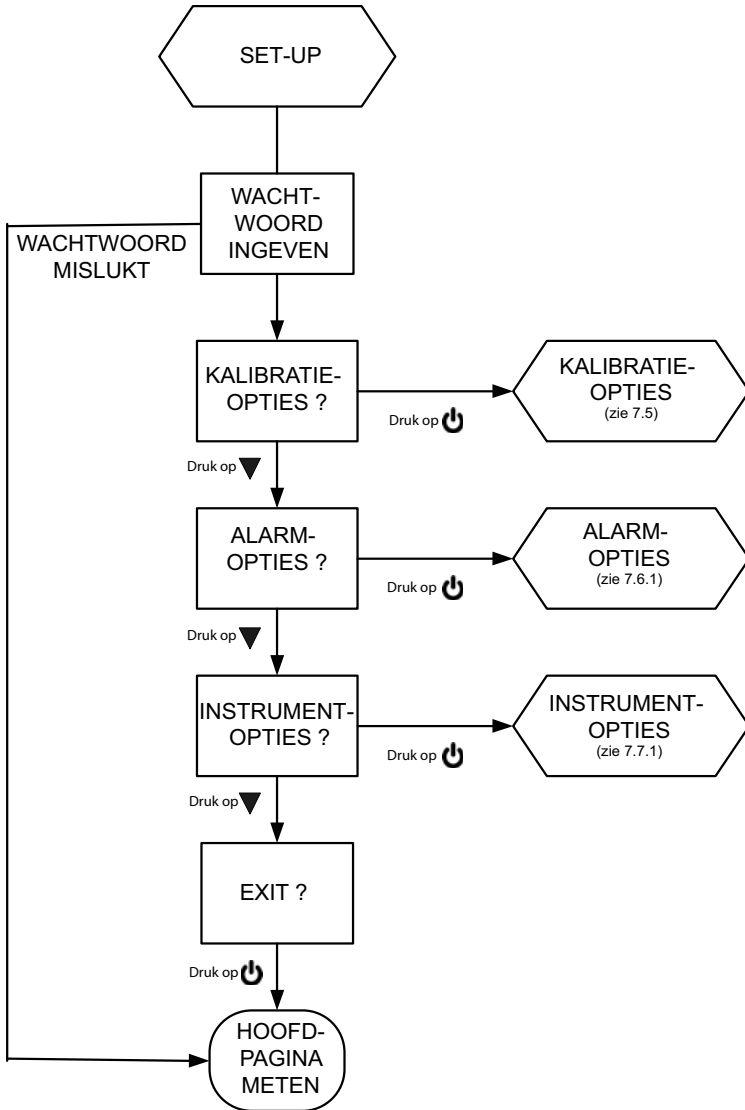 SET-UP
WACHT-
WOORD
INGEVEN
WACHTWOORD
MISLUKT
KALIBRATIE-
OPTIES ?
Druk op
KALIBRATIE-
OPTIES
(zie 7.5)
Druk op
ALARM-
OPTIES ?
Druk op
ALARM-
OPTIES
(zie 7.6.1)
Druk op
INSTRUMENT-
OPTIES ?
Druk op
INSTRUMENT-
OPTIES
(zie 7.7.1)
Druk op
EXIT ?
Druk op
HOOFD-
PAGINA
METEN